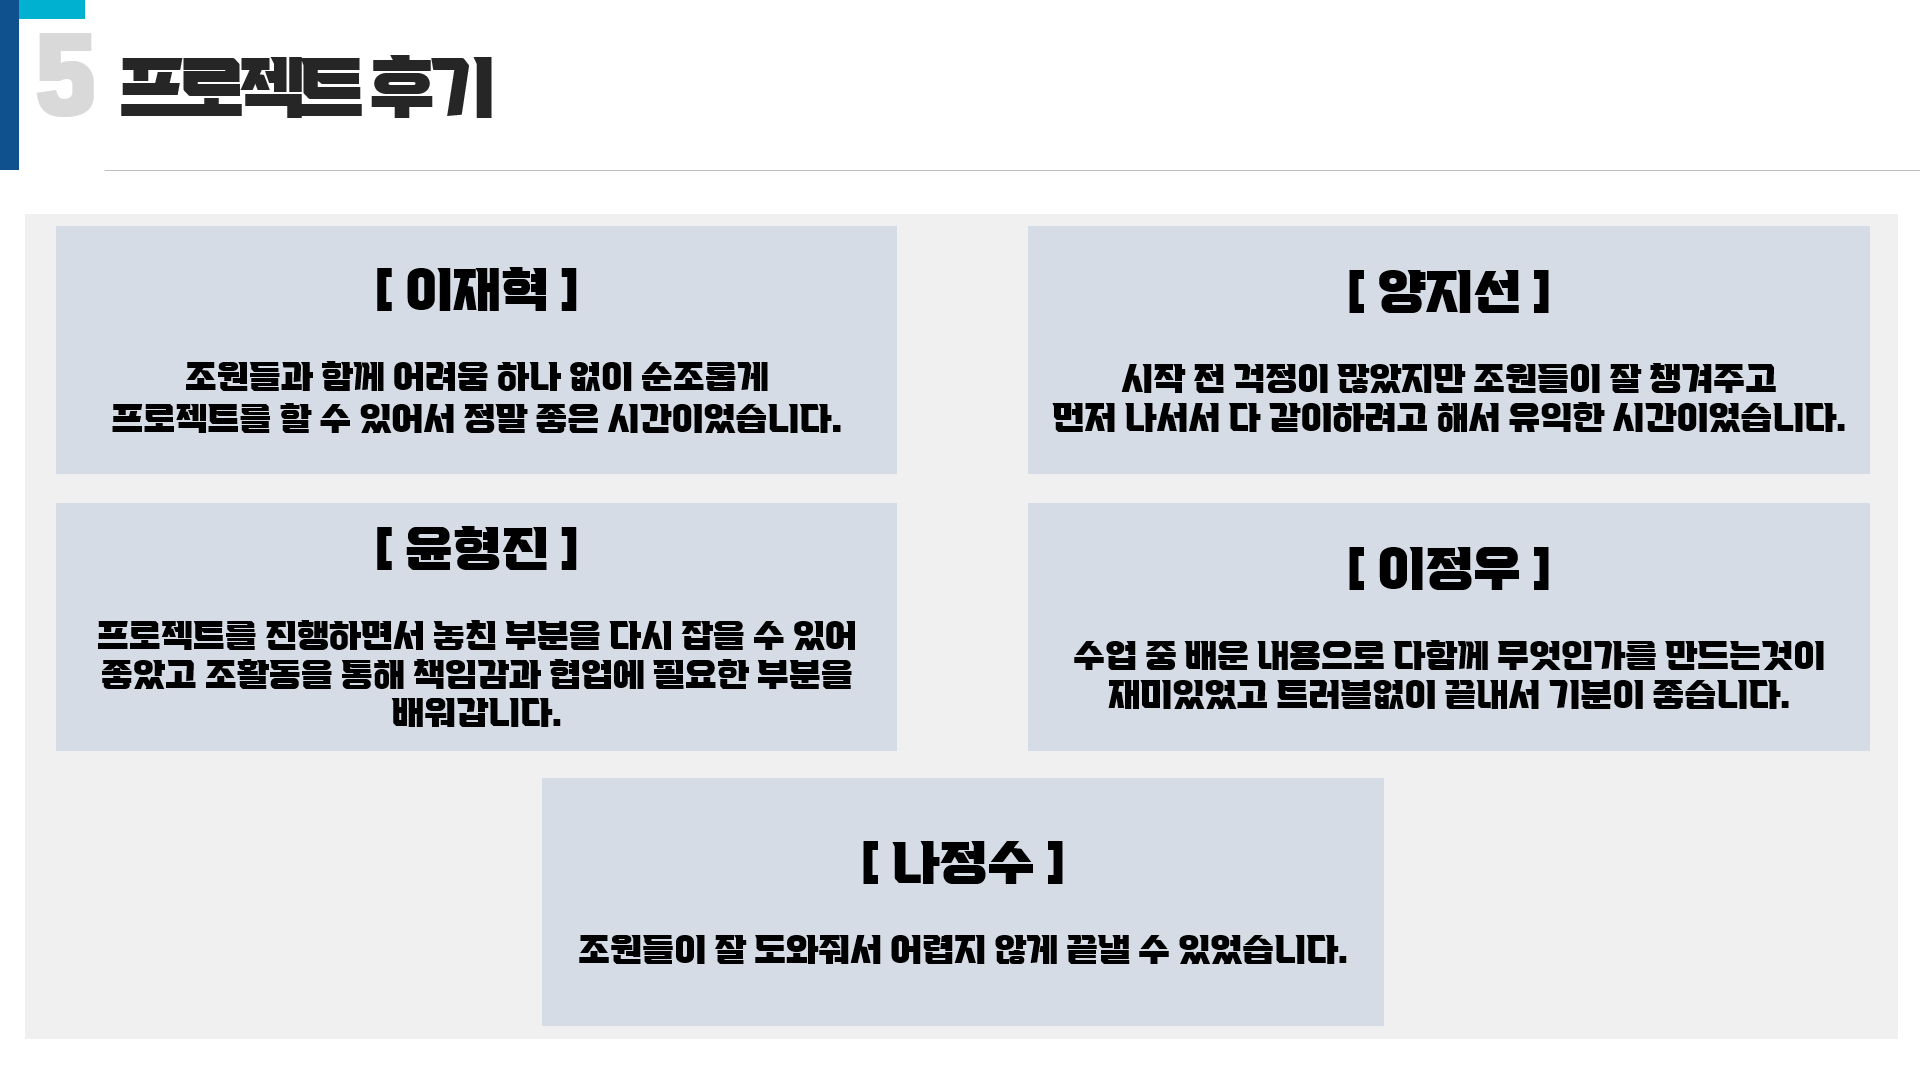 5
프로젝트 후기
[ 이재혁 ]
조원들과 함께 어려움 하나 없이 순조롭게
프로젝트를 할 수 있어서 정말 좋은 시간이었습니다.
[ 양지선 ]
시작 전 걱정이 많았지만 조원들이 잘 챙겨주고
먼저 나서서 다 같이하려고 해서 유익한 시간이었습니다.
[ 윤형진 ]
프로젝트를 진행하면서 놓친 부분을 다시 잡을 수 있어
좋았고 조활동을 통해 책임감과 협업에 필요한 부분을
배워갑니다.
[ 이정우 ]
수업 중 배운 내용으로 다함께 무엇인가를 만드는것이
재미있었고 트러블없이 끝내서 기분이 좋습니다.
[ 나정수 ]
조원들이 잘 도와줘서 어렵지 않게 끝낼 수 있었습니다.